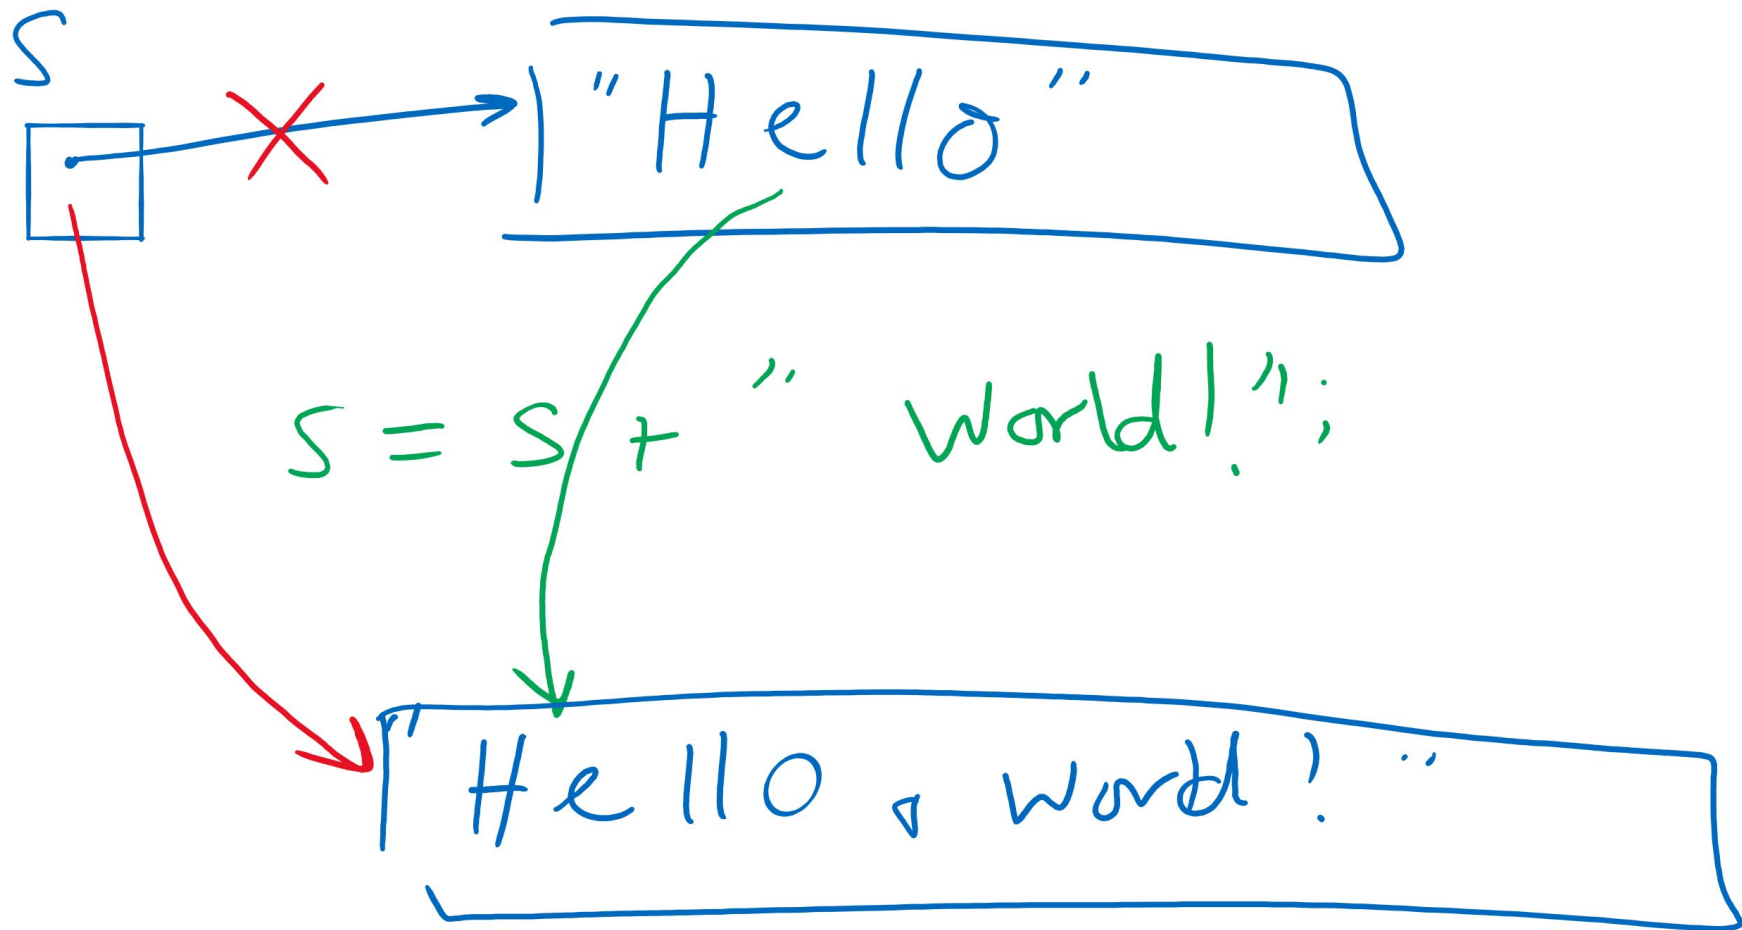 S
"Hello"
S = S + " world!";
"Hello, world!"